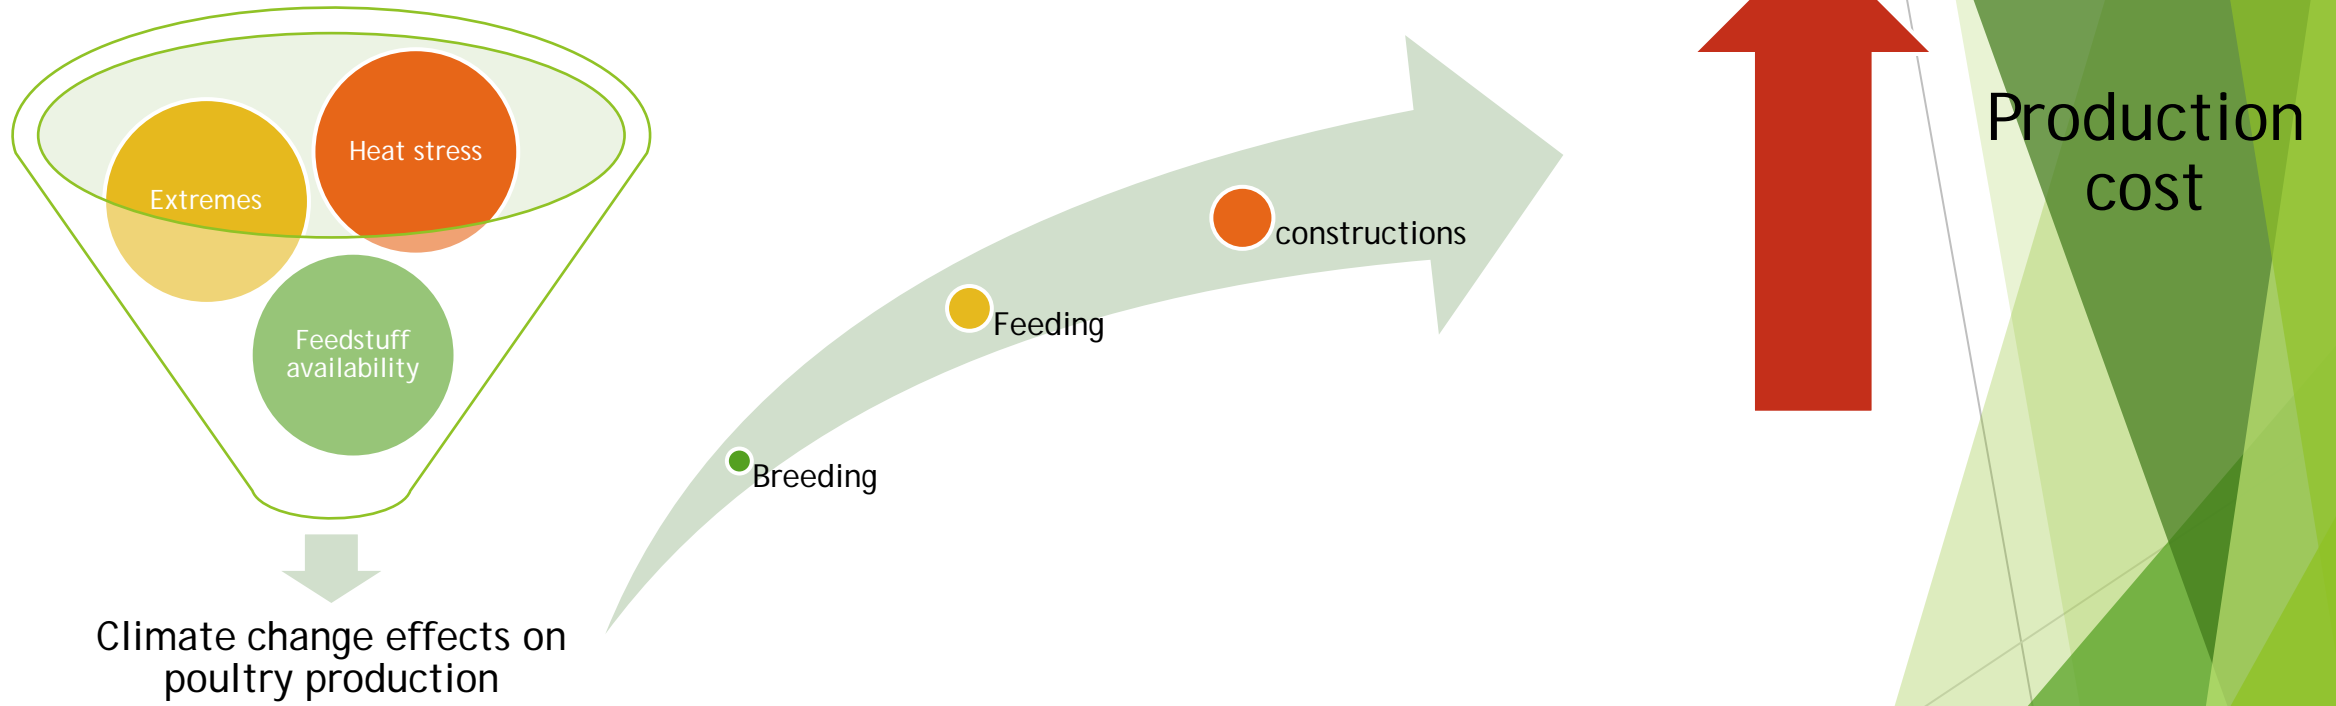 Heat stress
Extremes
Feedstuff
availability
Climate change effects on
poultry production
Breeding
Feeding
constructions
Production
cost